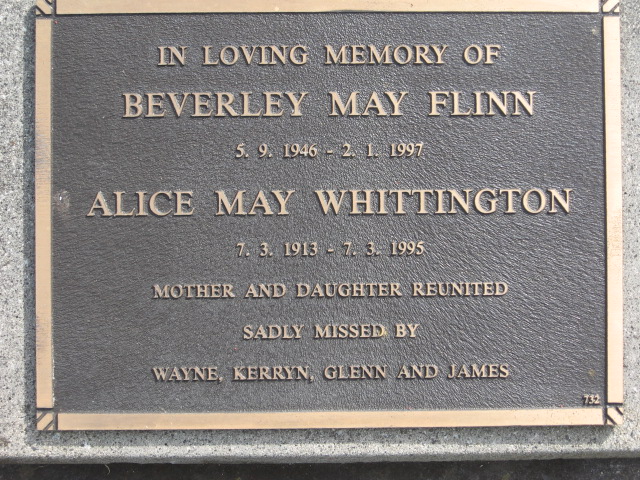 IN LOVING MEMORY OF
BEVERLEY MAY FLINN
5. 9. 1946 - 2. 1. 1997
ALICE MAY WHITTINGTON
7. 3. 1913 - 7. 3. 1995
MOTHER AND DAUGHTER REUNITED
SADLY MISSED BY
WAYNE, KERRYN, GLENN AND JAMES
732